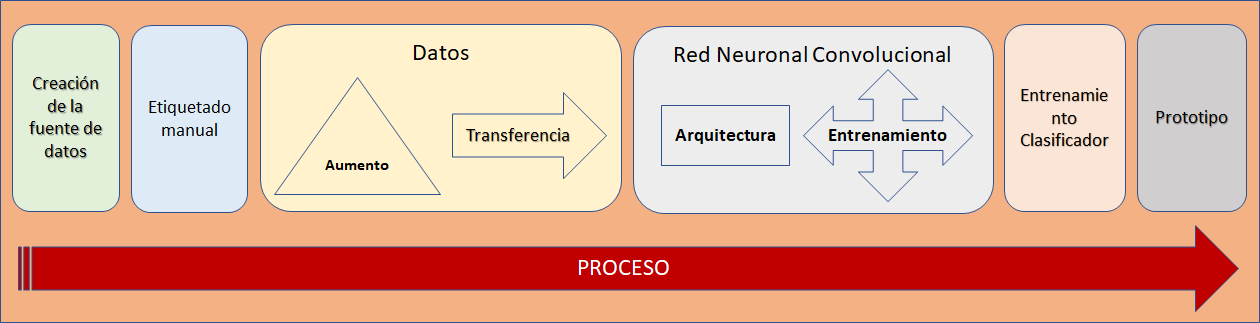 Creación
de la
fuente de
datos
Etiquetado
manual
Datos
Aumento
Transferencia
Red Neuronal Convolucional
Arquitectura
Entrenamiento
Entrenamie
nto
Clasificador
Prototipo
PROCESO